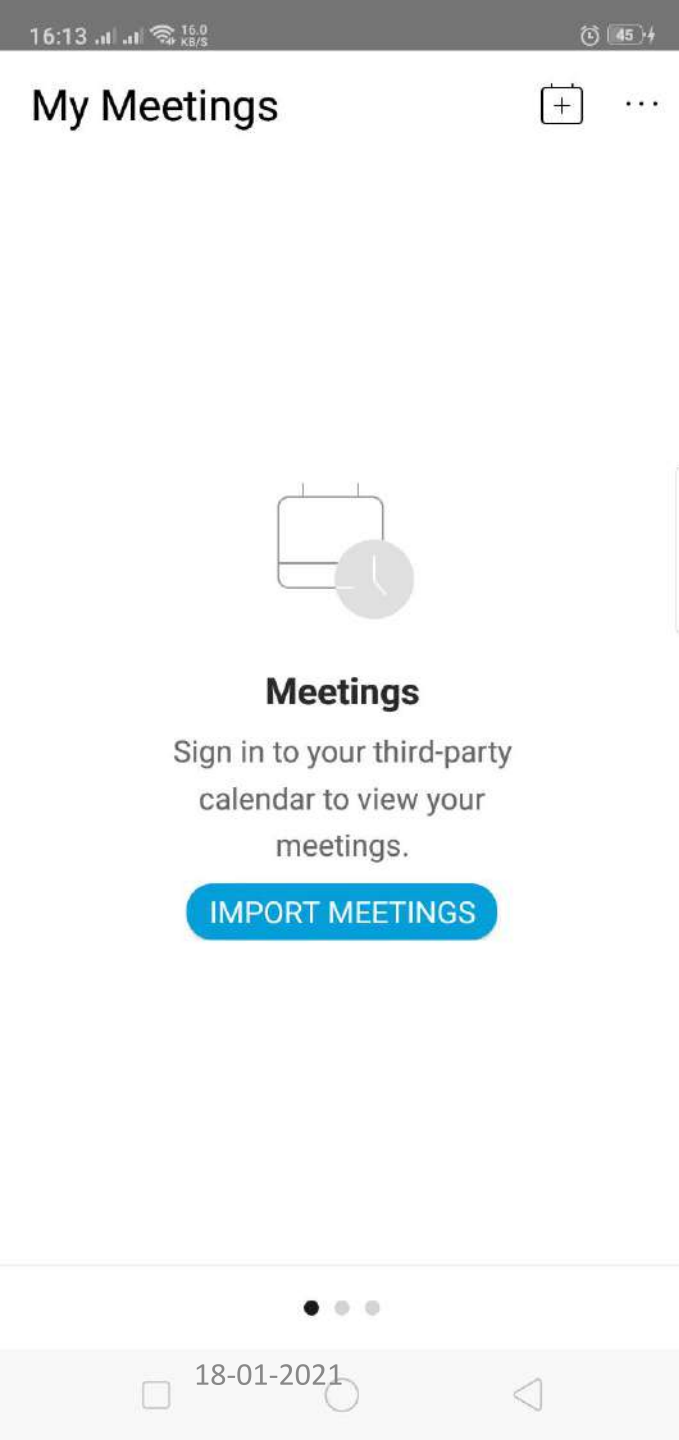 16:13 16.0 KB/S 45
My Meetings
Meetings
Sign in to your third-party
calendar to view your
meetings.
IMPORT MEETINGS
18-01-2021